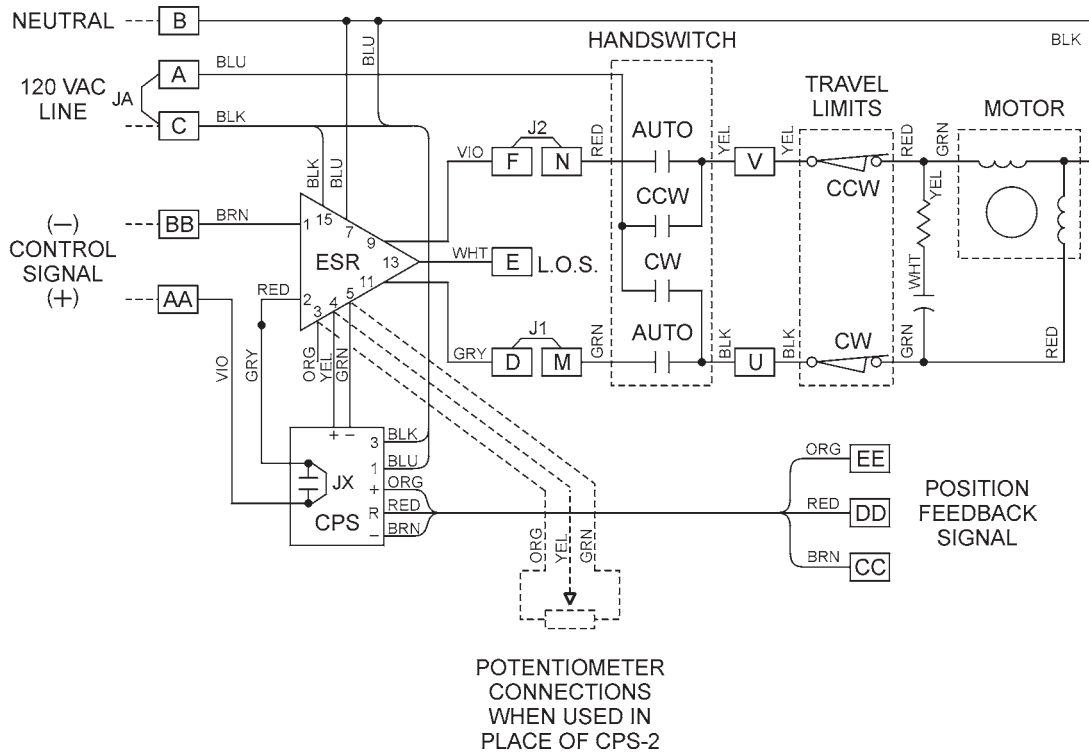 NEUTRAL
B
BLK
BLU
BLU
HANDSWITCH
120 VAC
LINE
JA
A
BLU
C
BLK
TRAVEL
LIMITS
MOTOR
J2
VIO
F
N
RED
AUTO
YEL
V
YEL
RED
GRN
CCW
CCW
YEL
BLK
BLU
(–)
CONTROL
SIGNAL
(+)
BB
BRN
1
15
7
9
ESR
13
11
WHT
E
L.O.S.
CW
WHT
AA
RED
2
3
4
5
J1
GRY
D
M
GRN
AUTO
BLK
U
BLK
CW
GRN
RED
VIO
GRY
ORG
YEL
GRN
+ –
3
BLK
1
BLU
JX
+
ORG
R
RED
CPS
–
BRN
ORG
EE
RED
DD
BRN
CC
POSITION
FEEDBACK
SIGNAL
ORG
YEL
GRN
POTENTIOMETER
CONNECTIONS
WHEN USED IN
PLACE OF CPS-2